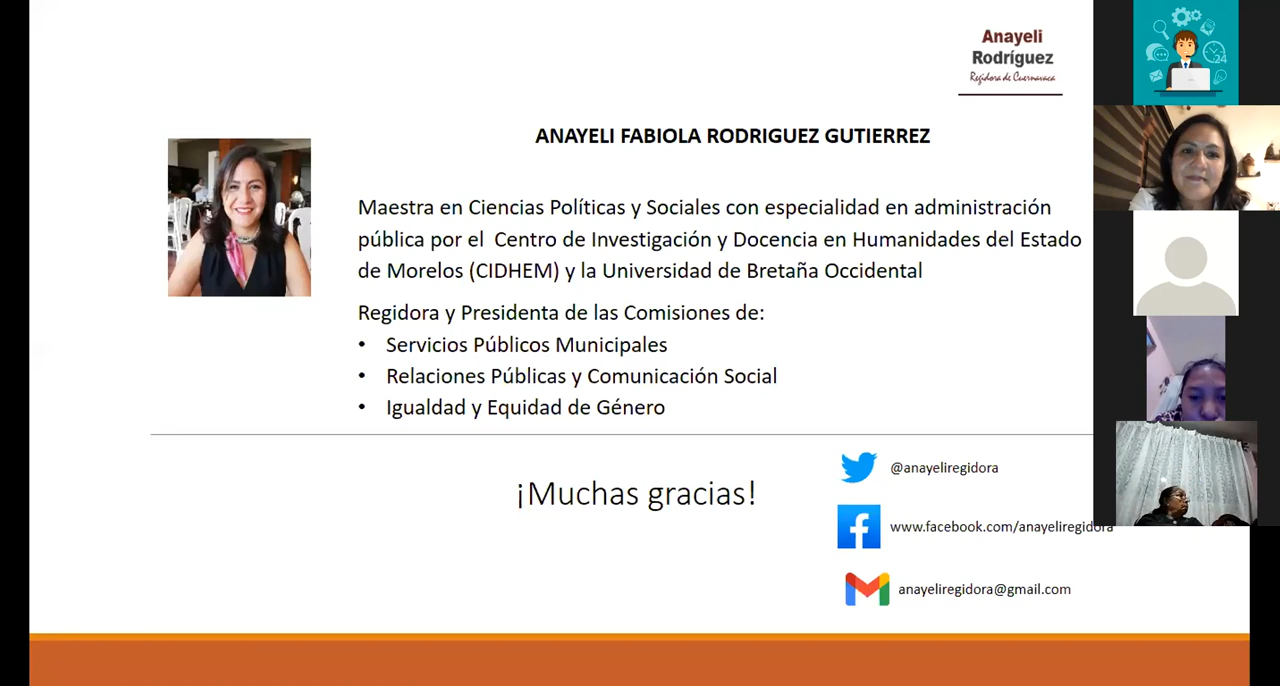 Anayeli
Rodríguez
Regidora de Cuernavaca
ANAYELI FABIOLA RODRIGUEZ GUTIERREZ
Maestra en Ciencias Políticas y Sociales con especialidad en administración
pública por el Centro de Investigación y Docencia en Humanidades del Estado
de Morelos (CIDHEM) y la Universidad de Bretaña Occidental
Regidora y Presidenta de las Comisiones de:
• Servicios Públicos Municipales
• Relaciones Públicas y Comunicación Social
• Igualdad y Equidad de Género
¡Muchas gracias!
@anayeliregidora
www.facebook.com/anayeliregidora
anayeliregidora@gmail.com
24